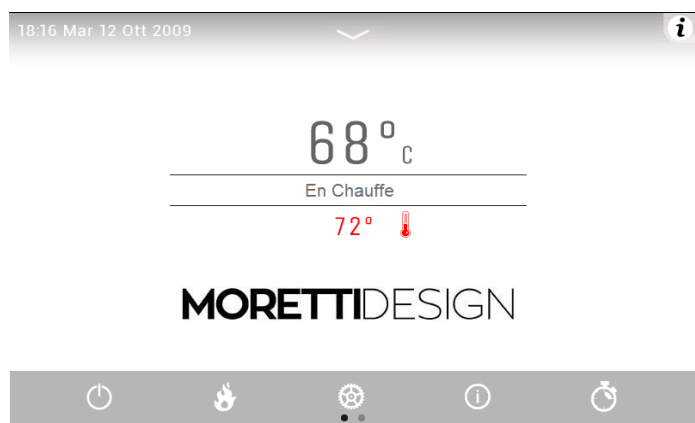 18:16 Mar 12 Ott 2009
i
68° C
En Chauffe
72°
MORETTIDESIGN
i